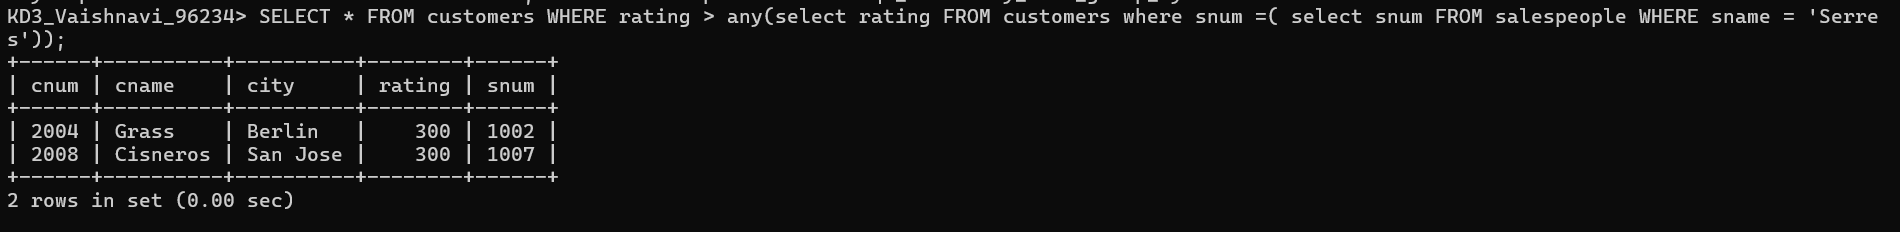 KD3_Vaishnavi_96234> SELECT * FROM customers WHERE rating > any(select rating FROM customers where snum =( select snum FROM salespeople WHERE sname = 'Serre
s'));
+------+----------+----------+--------+------+
| cnum | cname    | city     | rating | snum |
+------+----------+----------+--------+------+
| 2004 | Grass    | Berlin   |    300 | 1002 |
| 2008 | Cisneros | San Jose |    300 | 1007 |
+------+----------+----------+--------+------+
2 rows in set (0.00 sec)